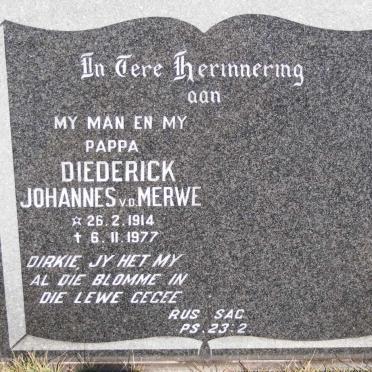 In Tere Herinnering
aan
MY MAN EN MY
PAPPA
DIEDERICK
JOHANNES V.D. MERWE
☆ 26.2.1914
† 6.11.1977
DIRKIE, JY HET MY
AL DIE BLOMME IN
DIE LEWE GEGEE
RUS SAG
PS. 23:2